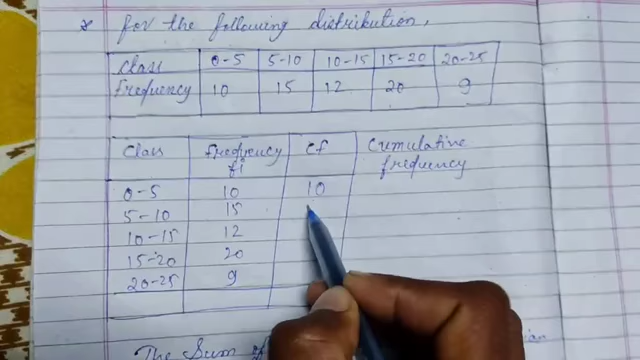 * for the following distribution,
class 0-5 5-10 10-15 15-20 20-25
frequency 10 15 12 20 9
Class frequency fi Cf Cumulative frequency
0-5 10 10
5-10 15
10-15 12
15-20 20
20-25 9
The Sum of